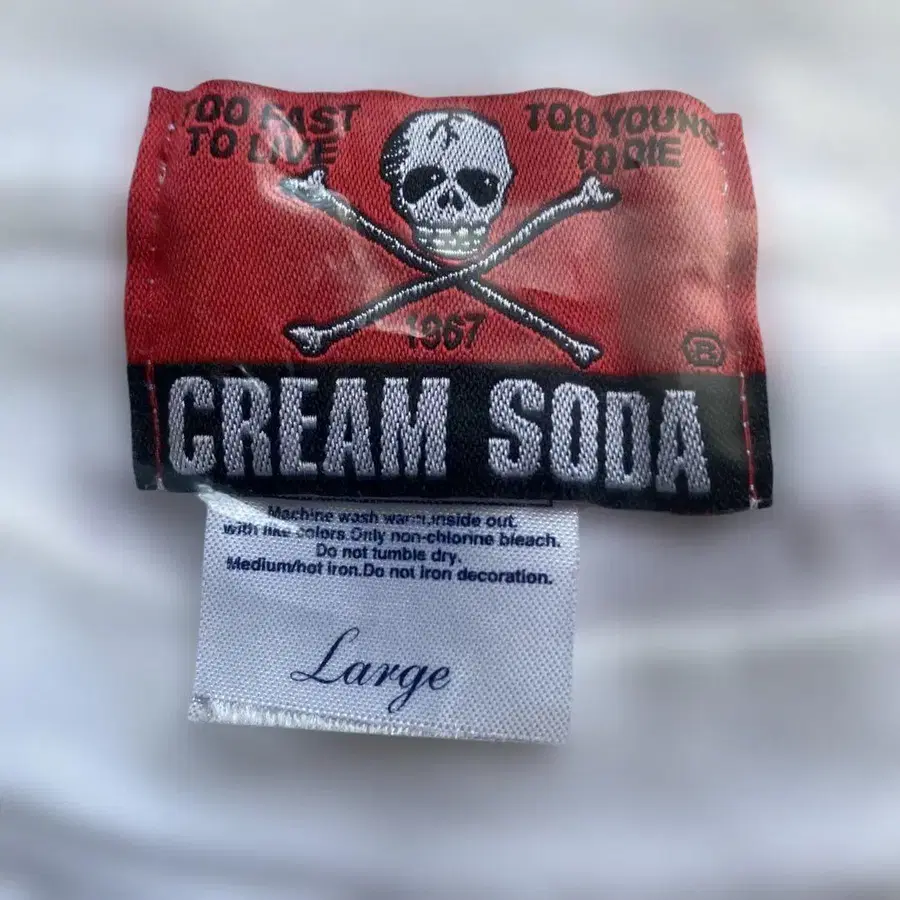 TOO FAST
TO LIVE
TOO YOUNG
TO DIE
1967
R
CREAM SODA
Machine wash warm.inside out.
with like colors.Only non-chlorine bleach.
Do not tumble dry.
Medium/hot iron.Do not iron decoration.
Large